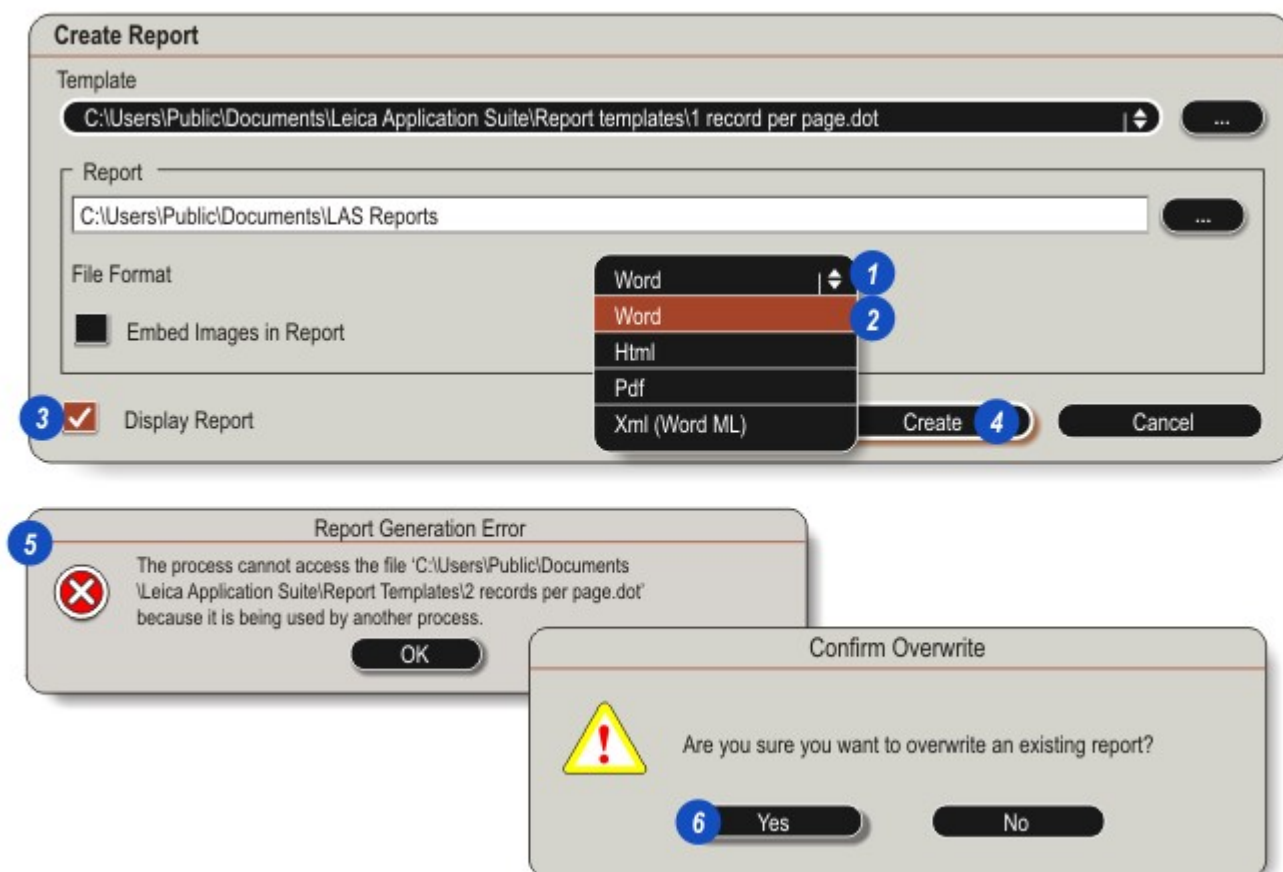 Create Report
Template
C:\Users\Public\Documents\Leica Application Suite\Report templates\1 record per page.dot
...
Report
C:\Users\Public\Documents\LAS Reports
...
File Format
Word
1
Word
2
Embed Images in Report
Html
Pdf
Xml (Word ML)
3
Display Report
Create
4
Cancel
5
Report Generation Error
The process cannot access the file ‘C:\Users\Public\Documents
\Leica Application Suite\Report Templates\2 records per page.dot’
because it is being used by another process.
OK
Confirm Overwrite
!
Are you sure you want to overwrite an existing report?
6
Yes
No